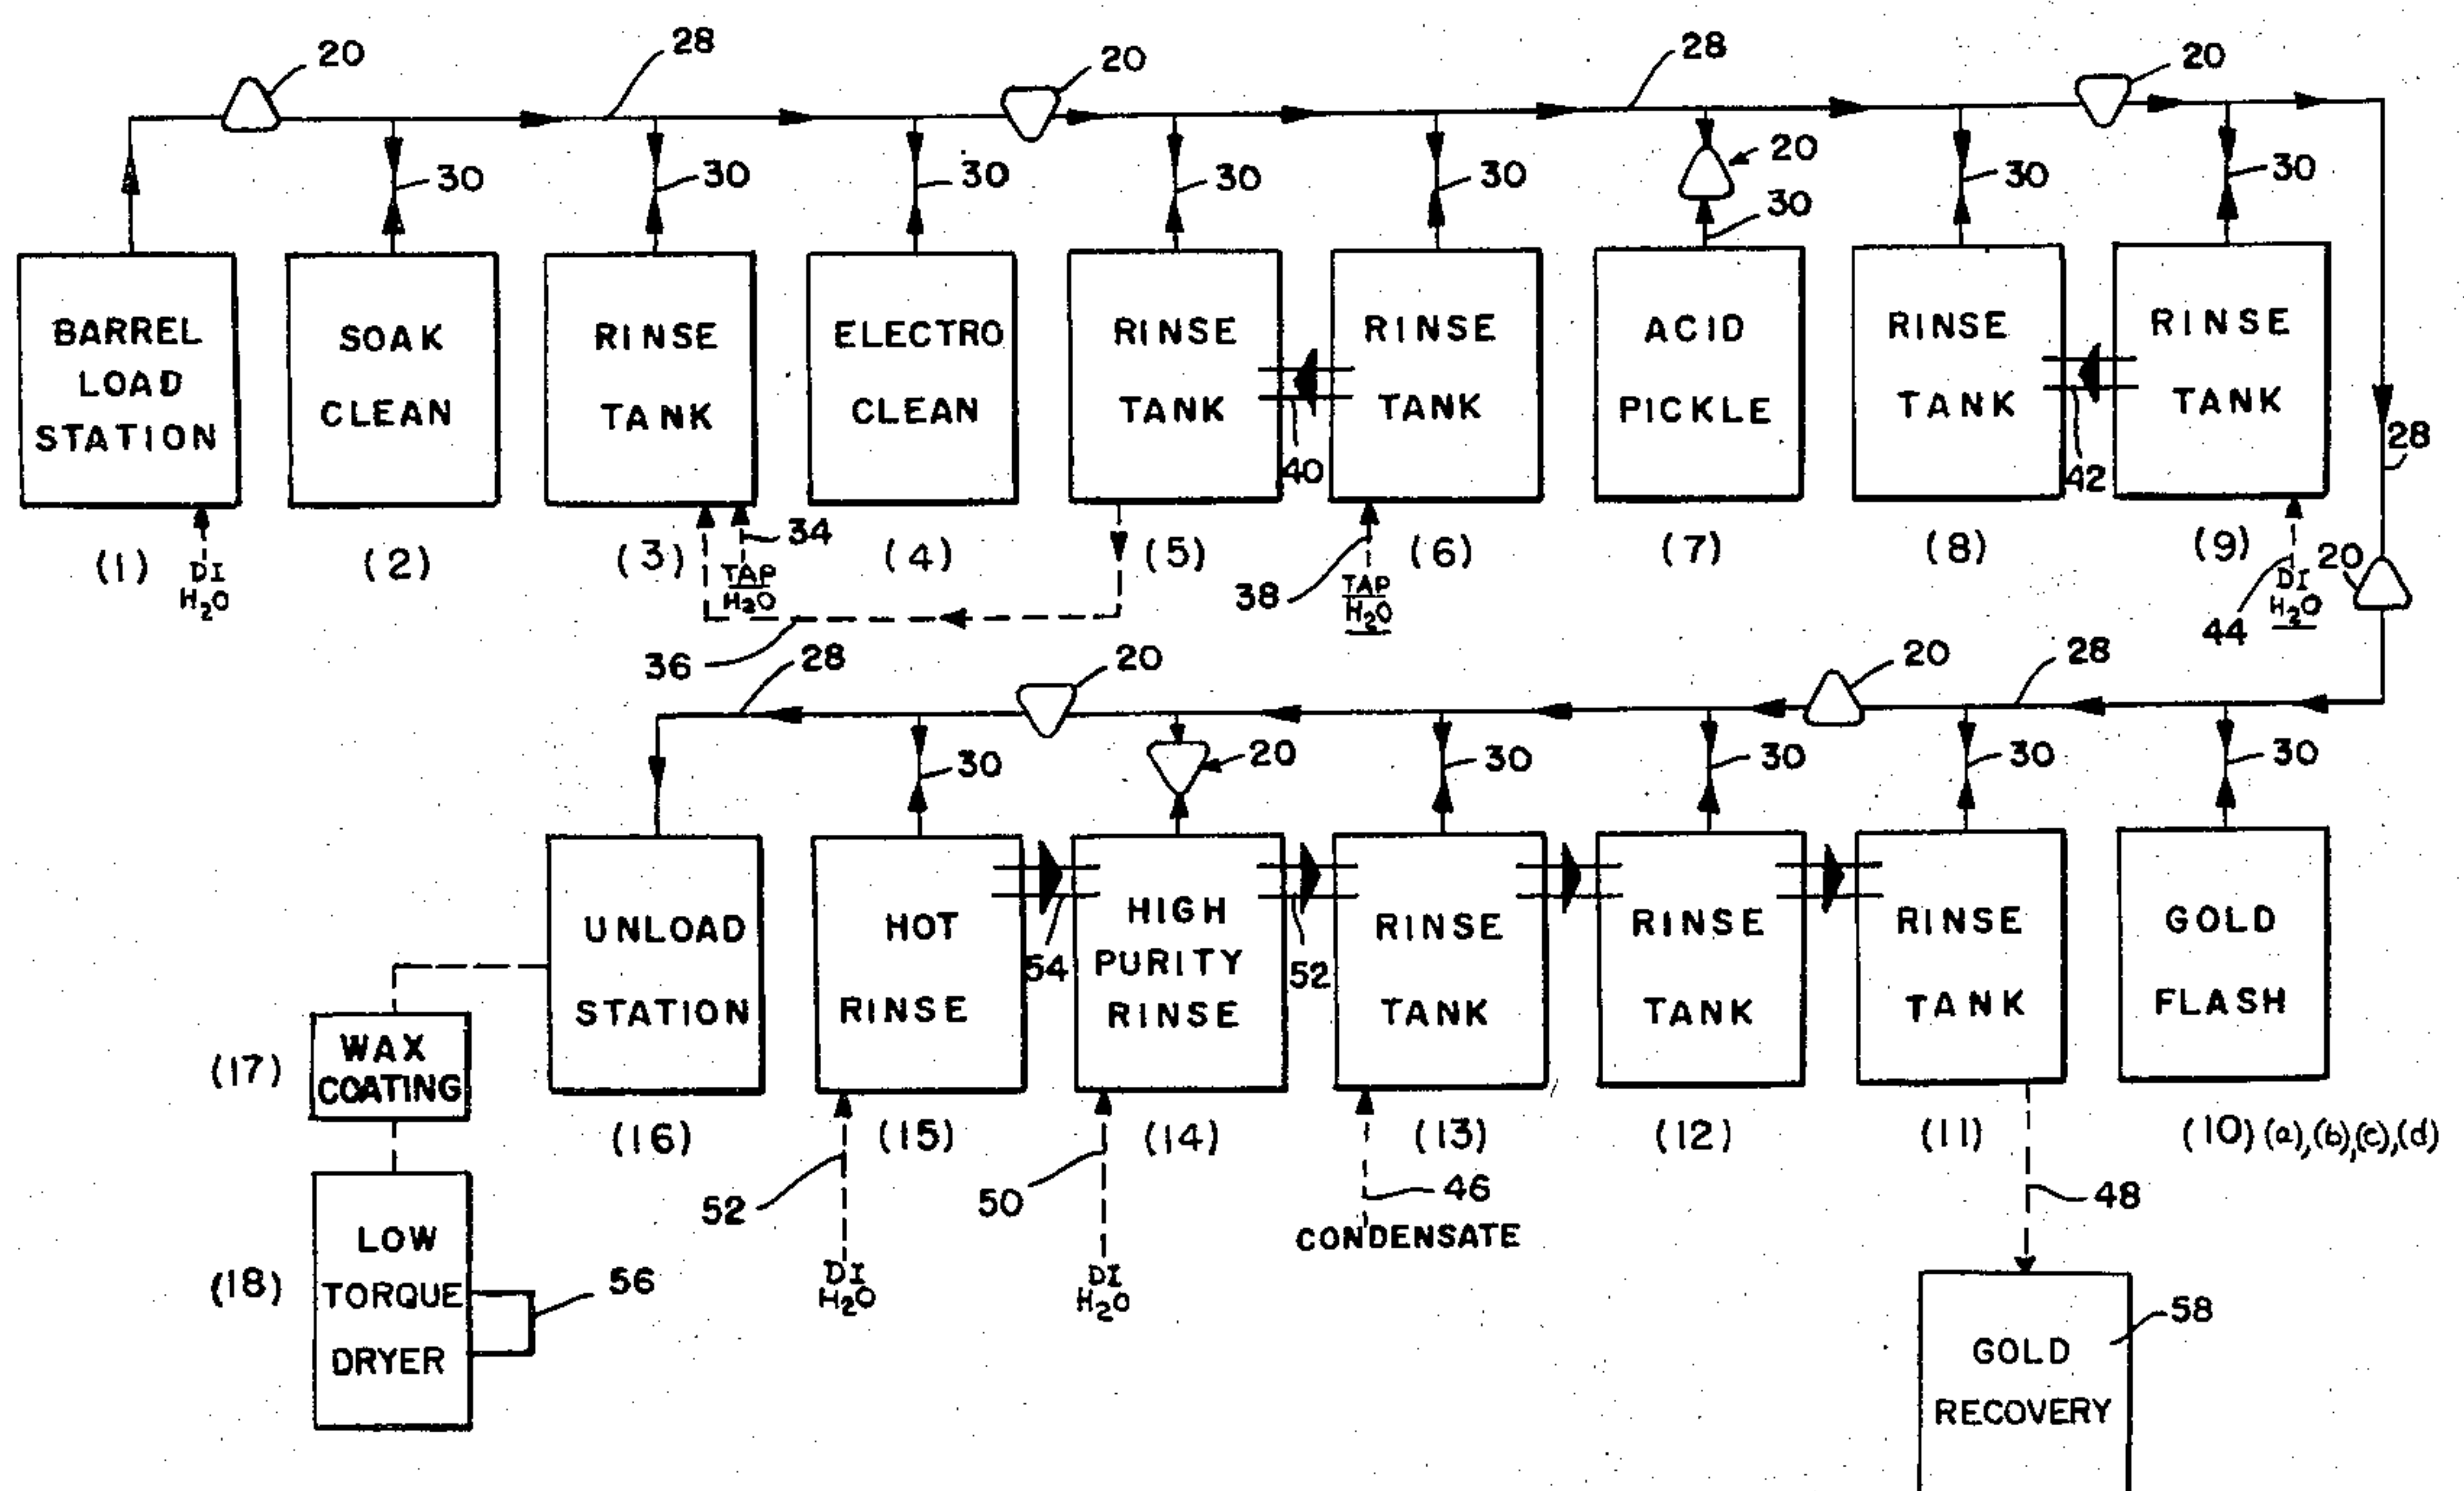 20
28
20
28
20
30
30
30
30
30
20
30
30
30
BARREL
LOAD
STATION
SOAK
CLEAN
RINSE
TANK
ELECTRO
CLEAN
RINSE
TANK
RINSE
TANK
ACID
PICKLE
RINSE
TANK
RINSE
TANK
40
42
28
(1)
DI
H2O
(2)
(3)
34
TAP
H2O
(4)
(5)
38
TAP
H2O
(6)
(7)
(8)
(9)
44
DI
H2O
20
36
28
20
20
28
30
20
30
30
30
30
UNLOAD
STATION
HOT
RINSE
54
HIGH
PURITY
RINSE
52
RINSE
TANK
RINSE
TANK
RINSE
TANK
GOLD
FLASH
(17)
WAX
COATING
(16)
(15)
(14)
(13)
(12)
(11)
(10)(a),(b),(c),(d)
52
50
46
CONDENSATE
48
DI
H2O
DI
H2O
(18)
LOW
TORQUE
DRYER
56
58
GOLD
RECOVERY